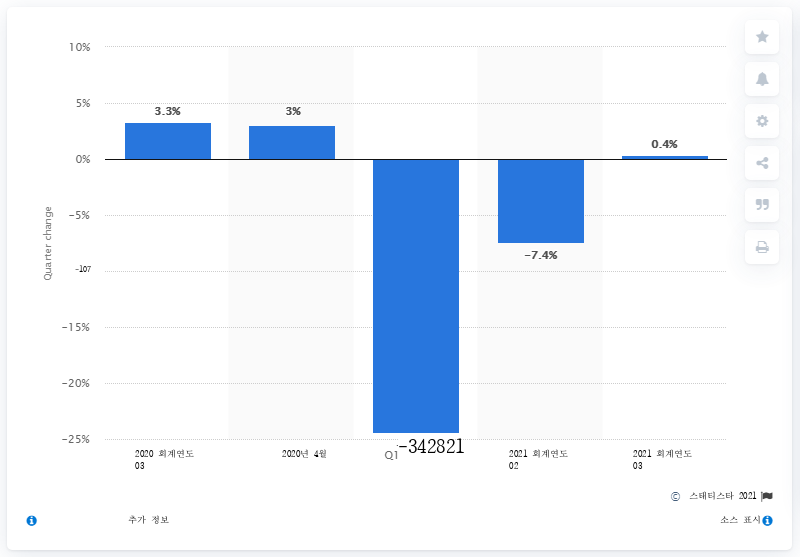 10%
3.3%
3%
5%
0.4%
0%
-5%
-7.4%
Quarter change
-107
-15%
-20%
-25%
Q1
-342821
2020 회계연도
03
2020년 4월
2021 회계연도
02
2021 회계연도
03
© 스태티스타 2021
추가 정보
소스 표시